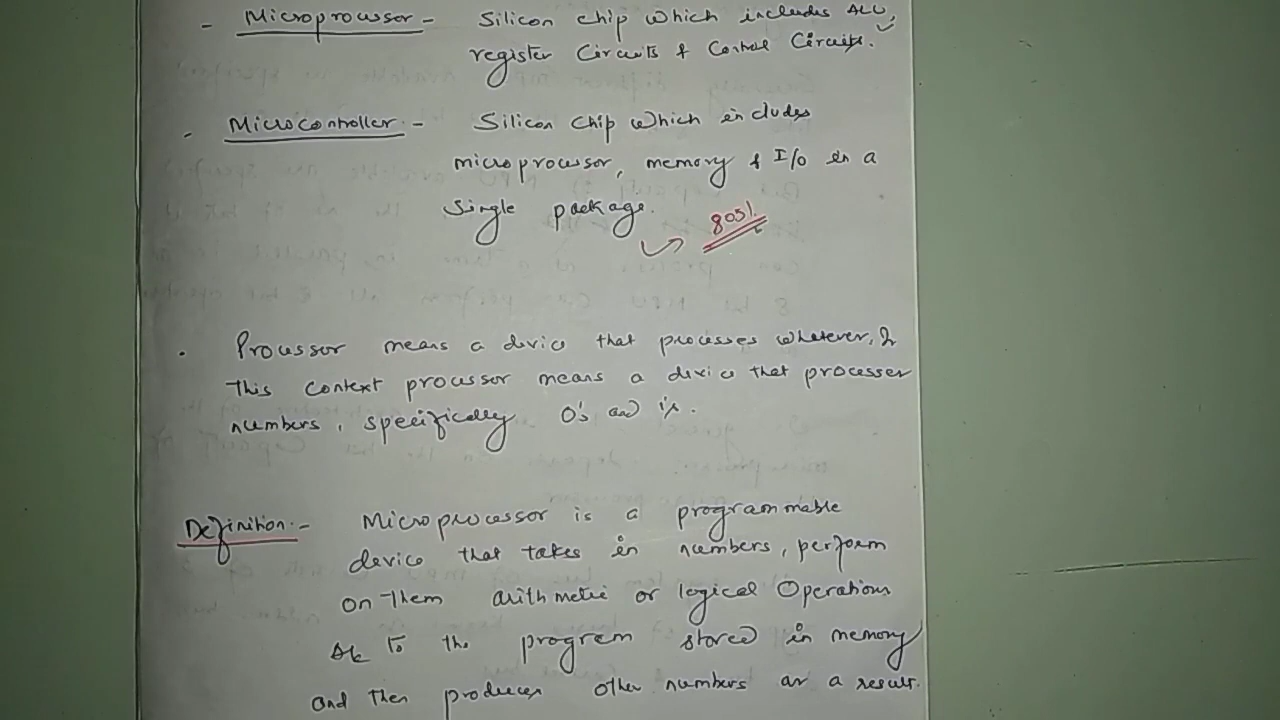 - Microprocessor - Silicon chip which includes ALU,
register Circuits & Control Circuits.
- Microcontroller - Silicon chip which includes
microprocessor, memory & I/O in a
Single package.
8051.
. Processor means a device that processes whatever, In
this context processor means a device that processes
numbers, specifically 0's and 1's.
Definition:- Microprocessor is a programmable
device that takes in numbers, perform
on them arithmetic or logical Operations
to the program stored in memory
and then produces other numbers as a result.